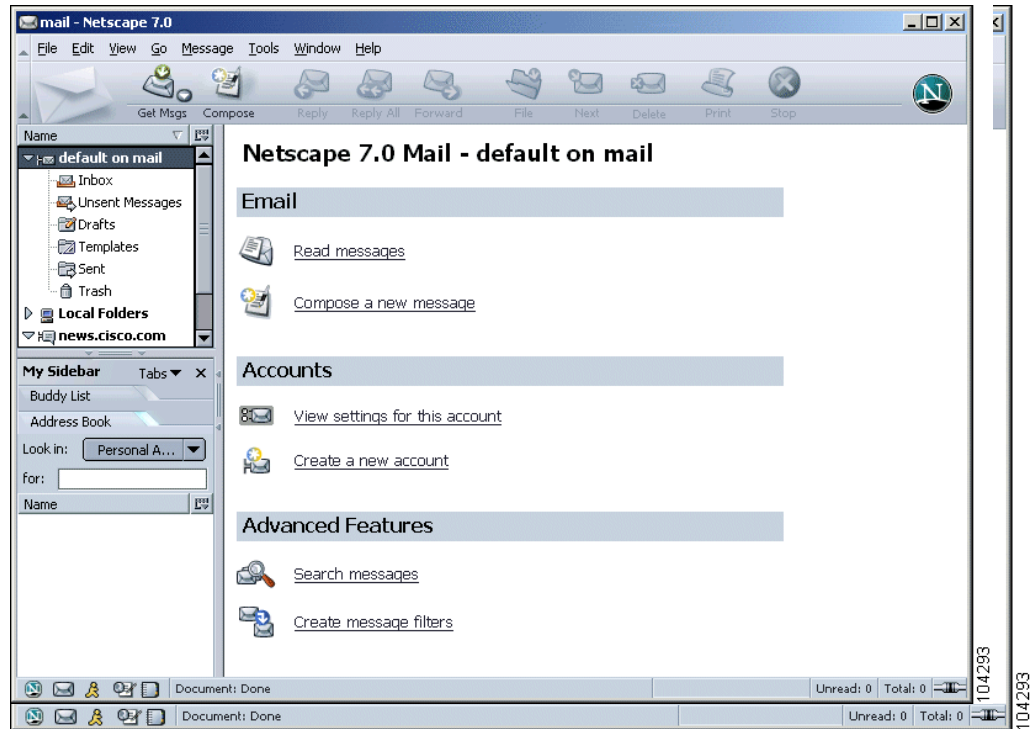 mail - Netscape 7.0
File Edit View Go Message Tools Window Help
Get Msgs Compose Reply Reply All Forward File Next Delete Print Stop
N
Name
default on mail
Inbox
Unsent Messages
Drafts
Templates
Sent
Trash
Local Folders
news.cisco.com
My Sidebar Tabs
Buddy List
Address Book
Look in: Personal A...
for:
Name
Netscape 7.0 Mail - default on mail
Email
Read messages
Compose a new message
Accounts
View settings for this account
Create a new account
Advanced Features
Search messages
Create message filters
Document: Done Unread: 0 Total: 0
104293
Document: Done Unread: 0 Total: 0
104293